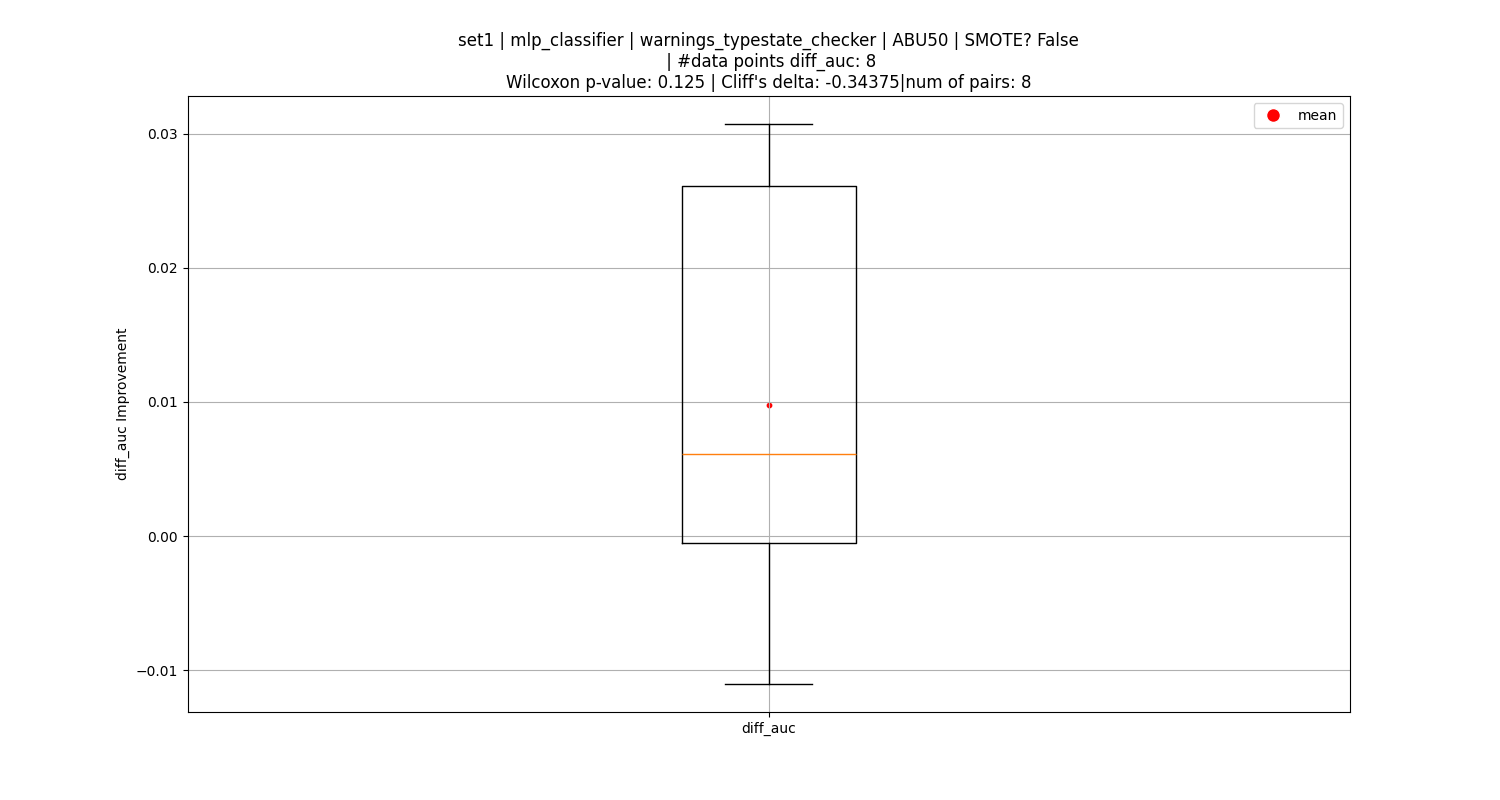 set1 | mlp_classifier | warnings_typestate_checker | ABU50 | SMOTE? False
| #data points diff_auc: 8
Wilcoxon p-value: 0.125 | Cliff's delta: -0.34375|num of pairs: 8
mean
0.03
0.02
0.01
0.00
−0.01
diff_auc Improvement
diff_auc